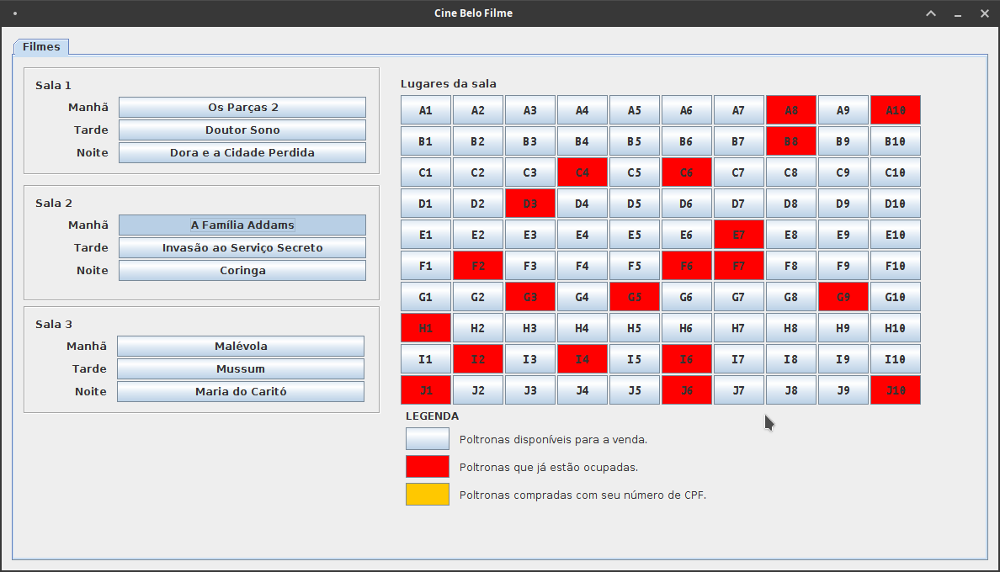 Cine Belo Filme
Filmes
Sala 1
Manhã Os Parças 2
Tarde Doutor Sono
Noite Dora e a Cidade Perdida
Sala 2
Manhã A Família Addams
Tarde Invasão ao Serviço Secreto
Noite Coringa
Sala 3
Manhã Malévola
Tarde Mussum
Noite Maria do Caritó
Lugares da sala
A1 A2 A3 A4 A5 A6 A7 A8 A9 A10
B1 B2 B3 B4 B5 B6 B7 B8 B9 B10
C1 C2 C3 C4 C5 C6 C7 C8 C9 C10
D1 D2 D3 D4 D5 D6 D7 D8 D9 D10
E1 E2 E3 E4 E5 E6 E7 E8 E9 E10
F1 F2 F3 F4 F5 F6 F7 F8 F9 F10
G1 G2 G3 G4 G5 G6 G7 G8 G9 G10
H1 H2 H3 H4 H5 H6 H7 H8 H9 H10
I1 I2 I3 I4 I5 I6 I7 I8 I9 I10
J1 J2 J3 J4 J5 J6 J7 J8 J9 J10
LEGENDA
Poltronas disponíveis para a venda.
Poltronas que já estão ocupadas.
Poltronas compradas com seu número de CPF.